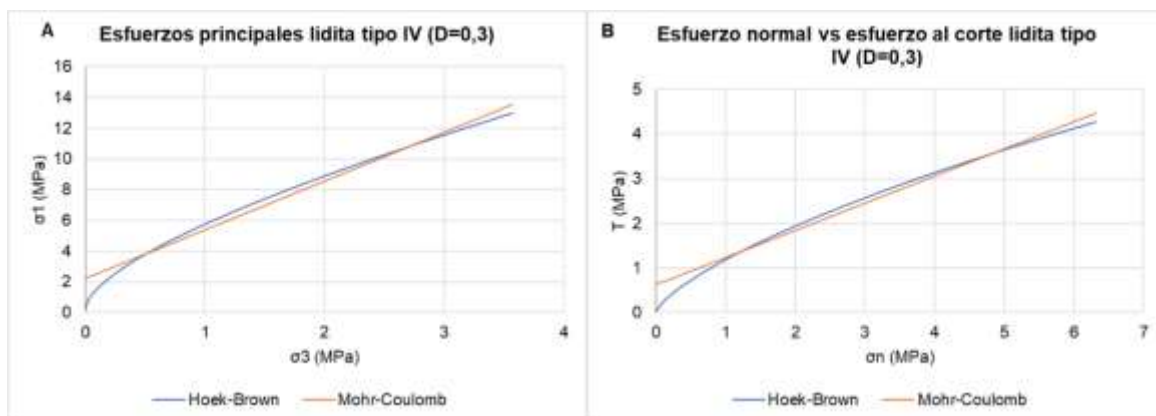 A
Esfuerzos principales lidita tipo IV (D=0,3)
16
14
12
10
8
6
4
2
0
σ1 (MPa)
0 1 2 3 4
σ3 (MPa)
Hoek-Brown Mohr-Coulomb
B
Esfuerzo normal vs esfuerzo al corte lidita tipo
IV (D=0,3)
5
4
3
2
1
0
T (MPa)
0 1 2 3 4 5 6 7
σn (MPa)
Hoek-Brown Mohr-Coulomb